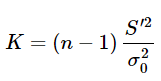 K = (n − 1) S′² / σ₀²